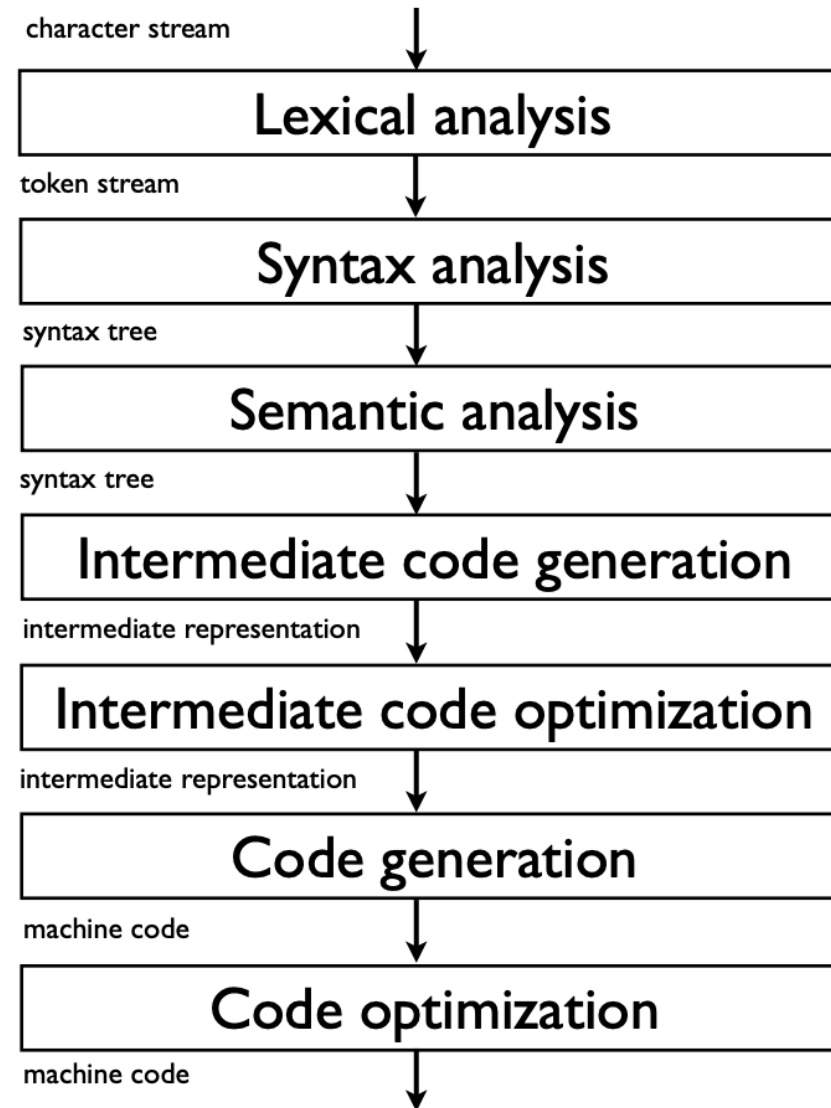 character stream
Lexical analysis
token stream
Syntax analysis
syntax tree
Semantic analysis
syntax tree
Intermediate code generation
intermediate representation
Intermediate code optimization
intermediate representation
Code generation
machine code
Code optimization
machine code